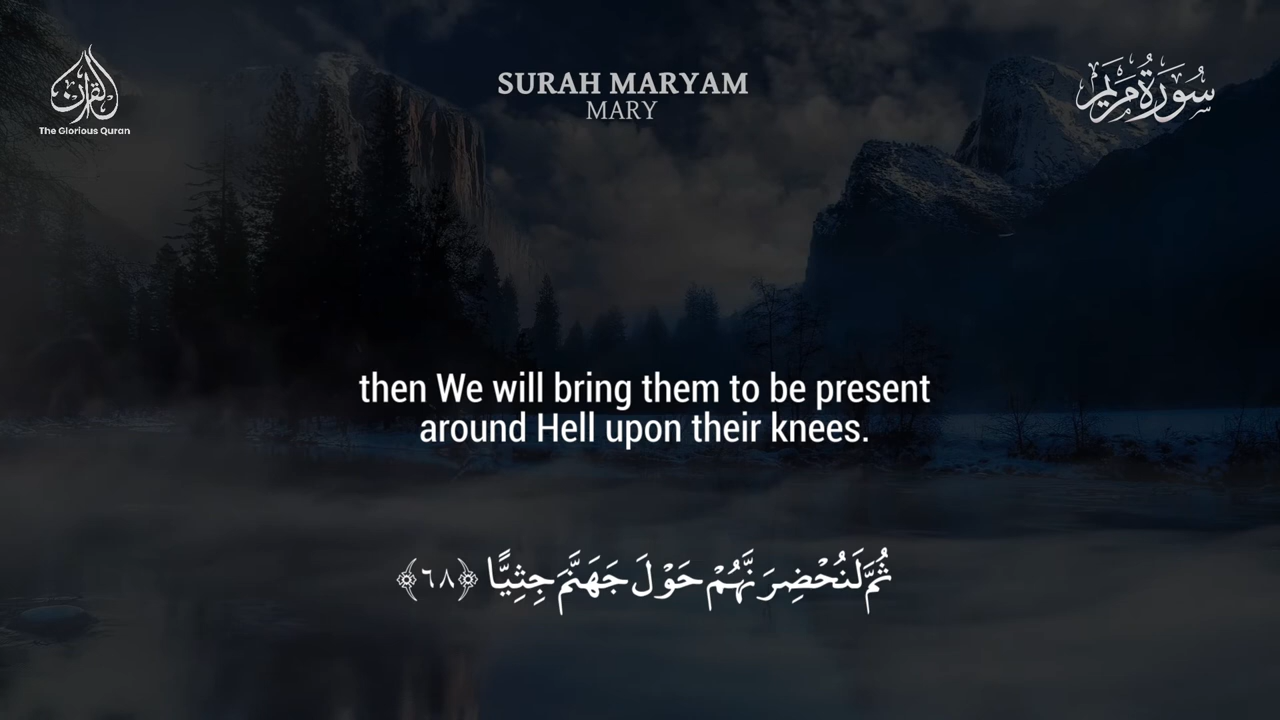 القرآن
The Glorious Quran
SURAH MARYAM
MARY
سُورَةُ مَرْيَم
then We will bring them to be present
around Hell upon their knees.
ثُمَّ لَنُحْضِرَنَّهُمْ حَوْلَ جَهَنَّمَ جِثِيًّا ﴿٦٨﴾